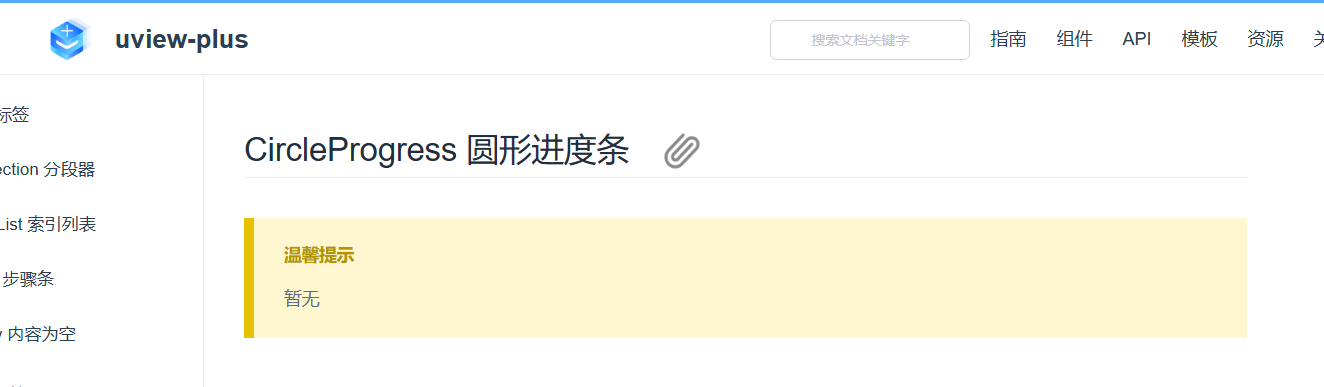 uview-plus
搜索文档关键字
指南 组件 API 模板 资源
标签
ection 分段器
List 索引列表
步骤条
内容为空
CircleProgress 圆形进度条
温馨提示
暂无